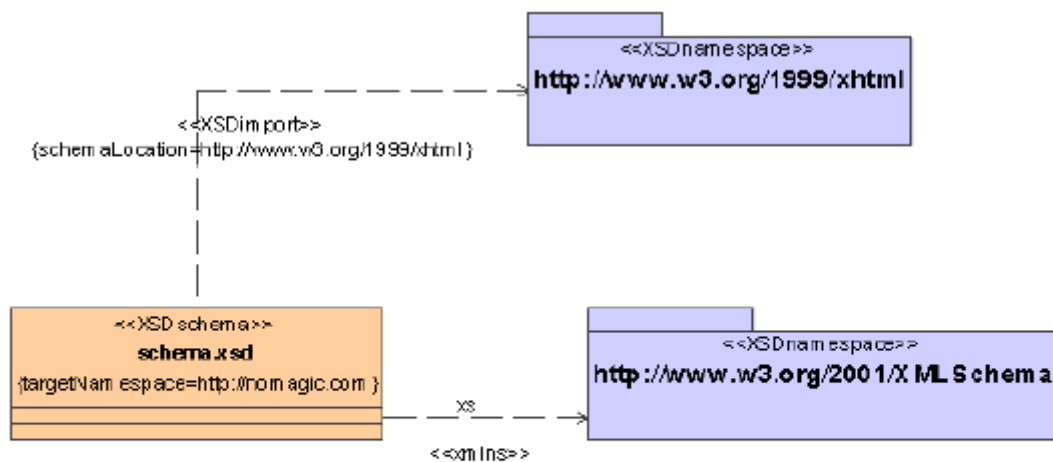 <<XSDnamespace>>
http://www.w3.org/1999/xhtml
<<XSDimport>>
{schemaLocation=http://www.w3.org/1999/xhtml}
<<XSDschema>>
schema.xsd
{targetNamespace=http://nomagic.com}
<<XSDnamespace>>
http://www.w3.org/2001/XMLSchema
xs
<<xmlns>>